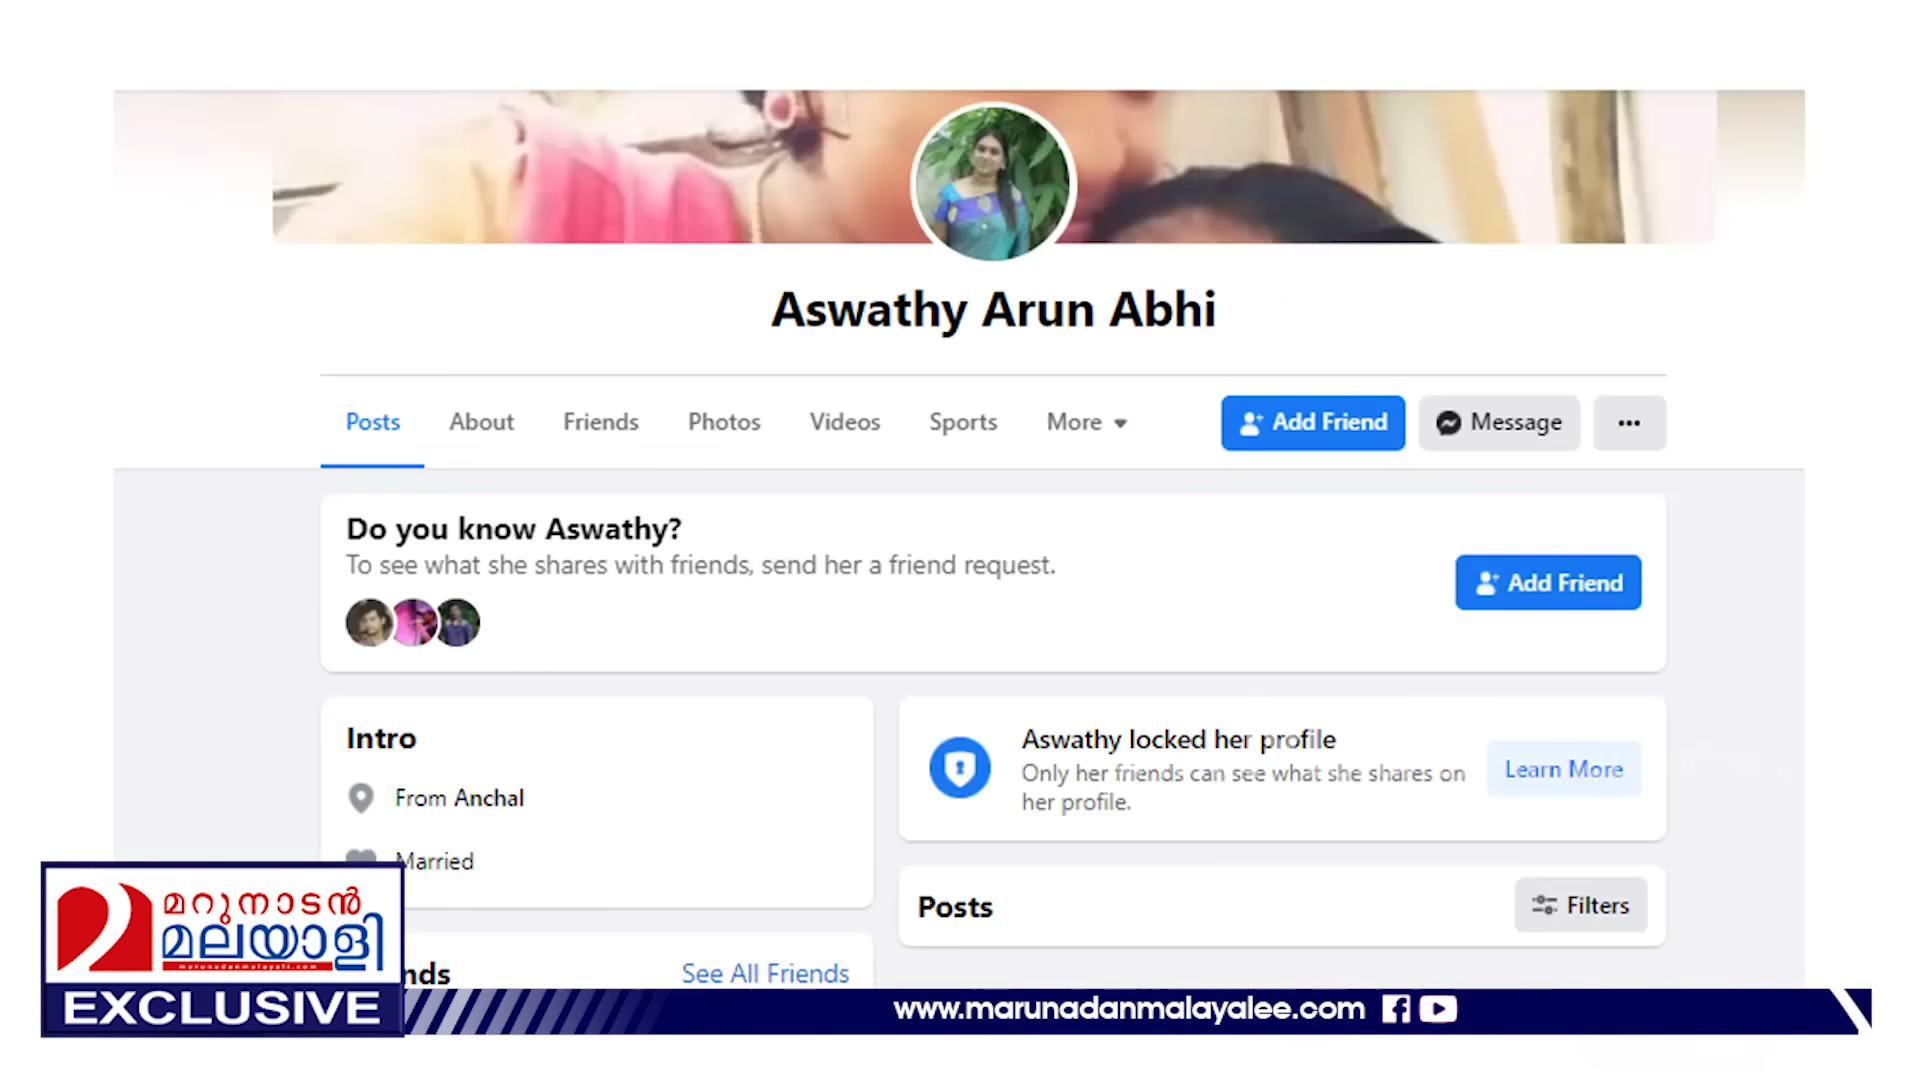 Aswathy Arun Abhi
Posts About Friends Photos Videos Sports More Add Friend Message
Do you know Aswathy?
To see what she shares with friends, send her a friend request.
Add Friend
Intro
From Anchal
Married
Aswathy locked her profile
Only her friends can see what she shares on
her profile.
Learn More
Posts
Filters
nds
See All Friends
മറുനാടൻ
മലയാളി
EXCLUSIVE
www.marunadanmalayalee.com